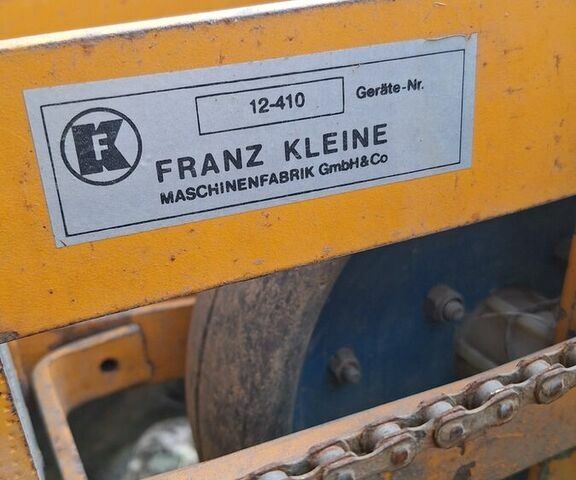 12-410 Geräte-Nr.
FK
FRANZ KLEINE
MASCHINENFABRIK GmbH & Co